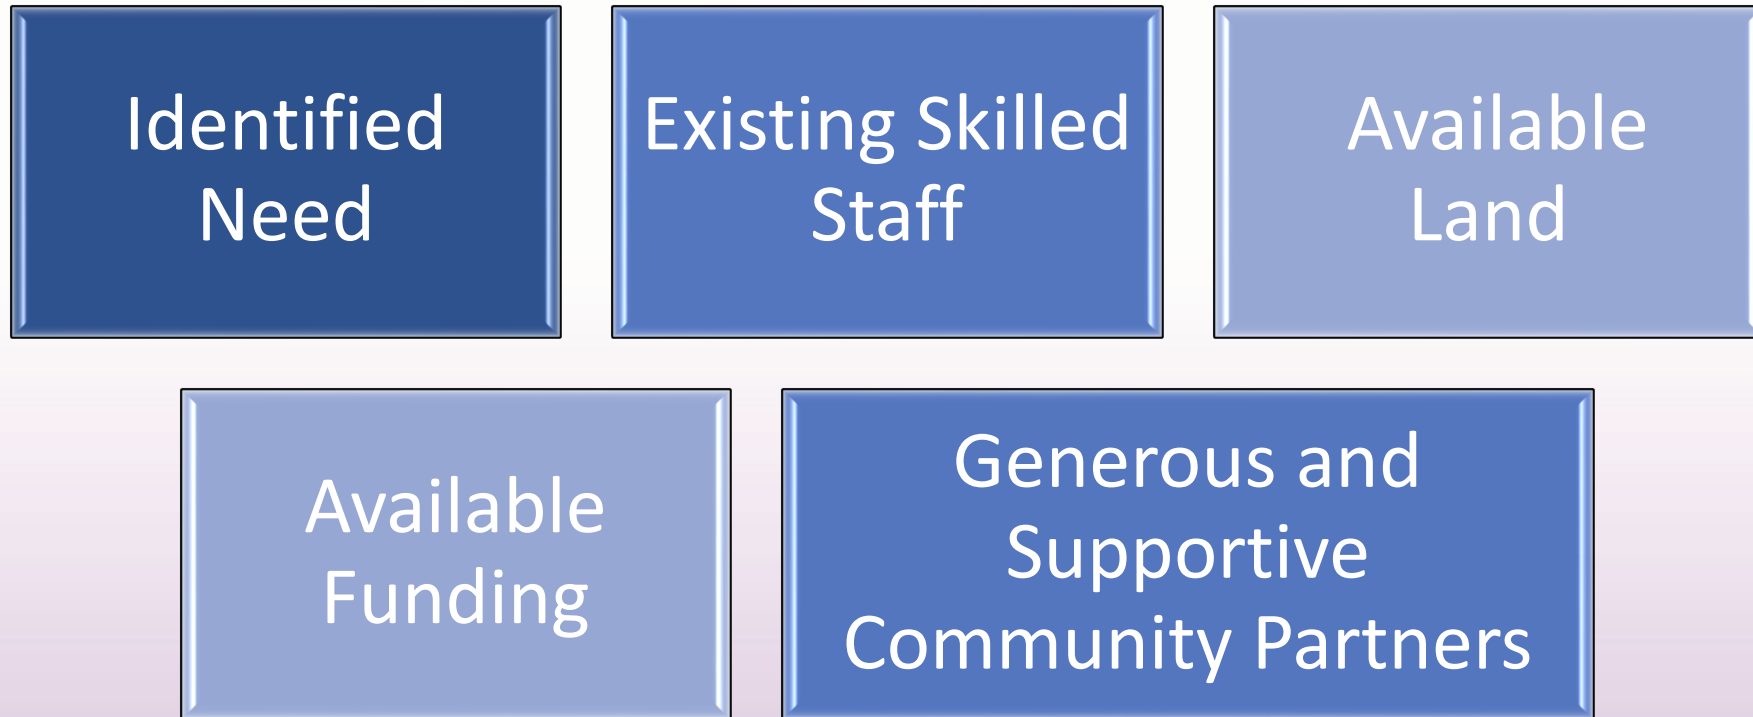 Identified
Need
Existing Skilled
Staff
Available
Land
Available
Funding
Generous and
Supportive
Community Partners